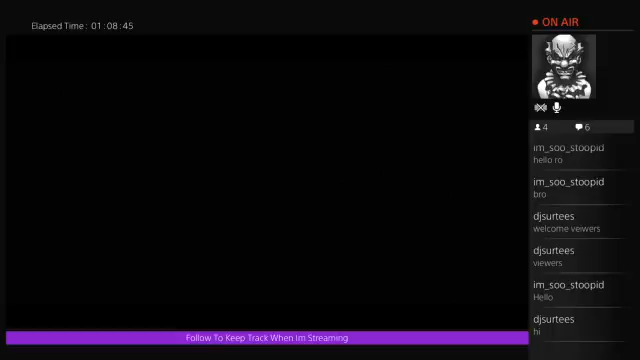 Elapsed Time : 01:08:45
ON AIR
4
6
im_soo_stoopid
hello ro
im_soo_stoopid
bro
djsurtees
welcome veiwers
djsurtees
viewers
im_soo_stoopid
Hello
djsurtees
hi
Follow To Keep Track When Im Streaming